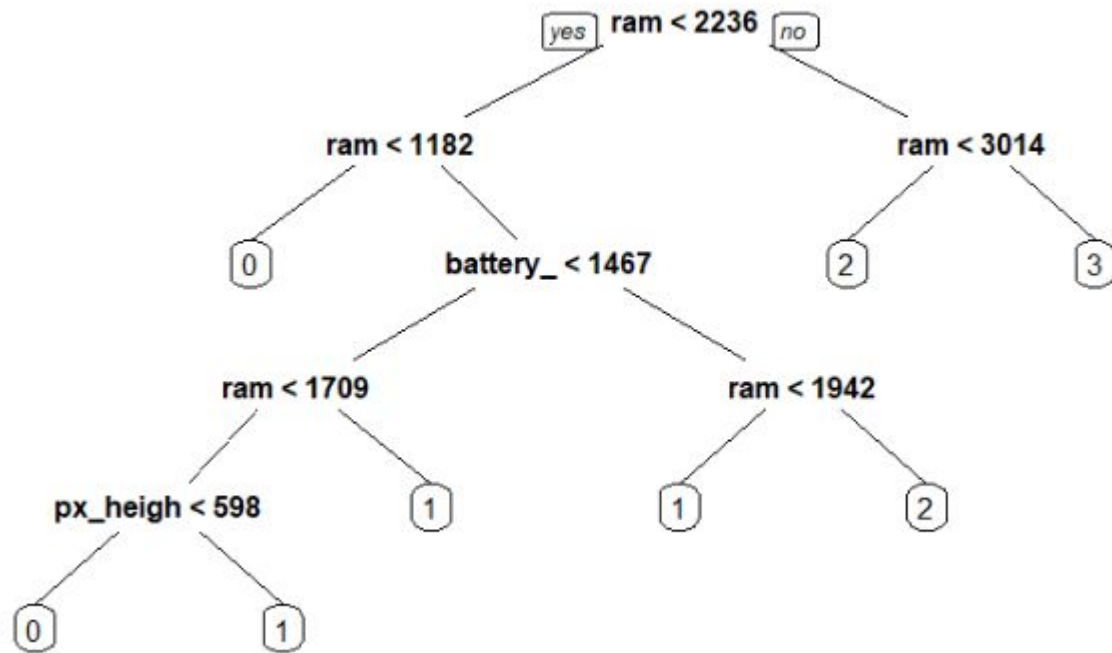 yes ram < 2236 no
ram < 1182 ram < 3014
0 battery_ < 1467 2 3
ram < 1709 ram < 1942
px_heigh < 598 1 1 2
0 1